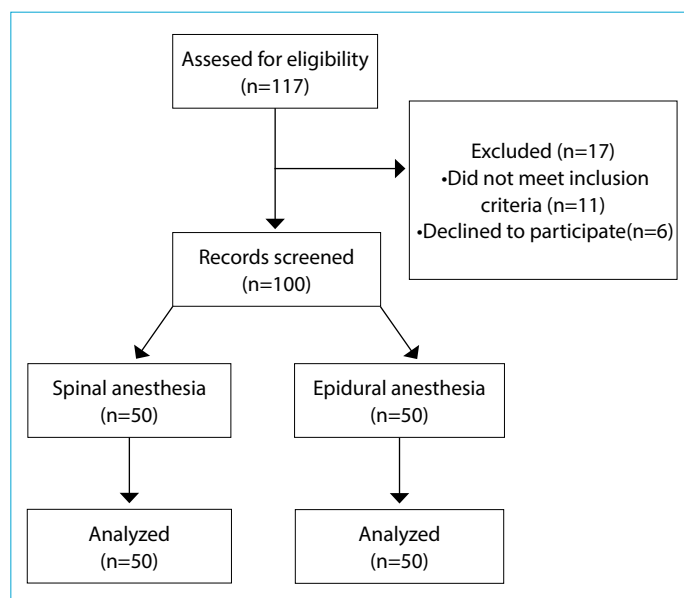 Assesed for eligibility
(n=117)
Excluded (n=17)
•Did not meet inclusion
criteria (n=11)
•Declined to participate(n=6)
Records screened
(n=100)
Spinal anesthesia
(n=50)
Epidural anesthesia
(n=50)
Analyzed
(n=50)
Analyzed
(n=50)